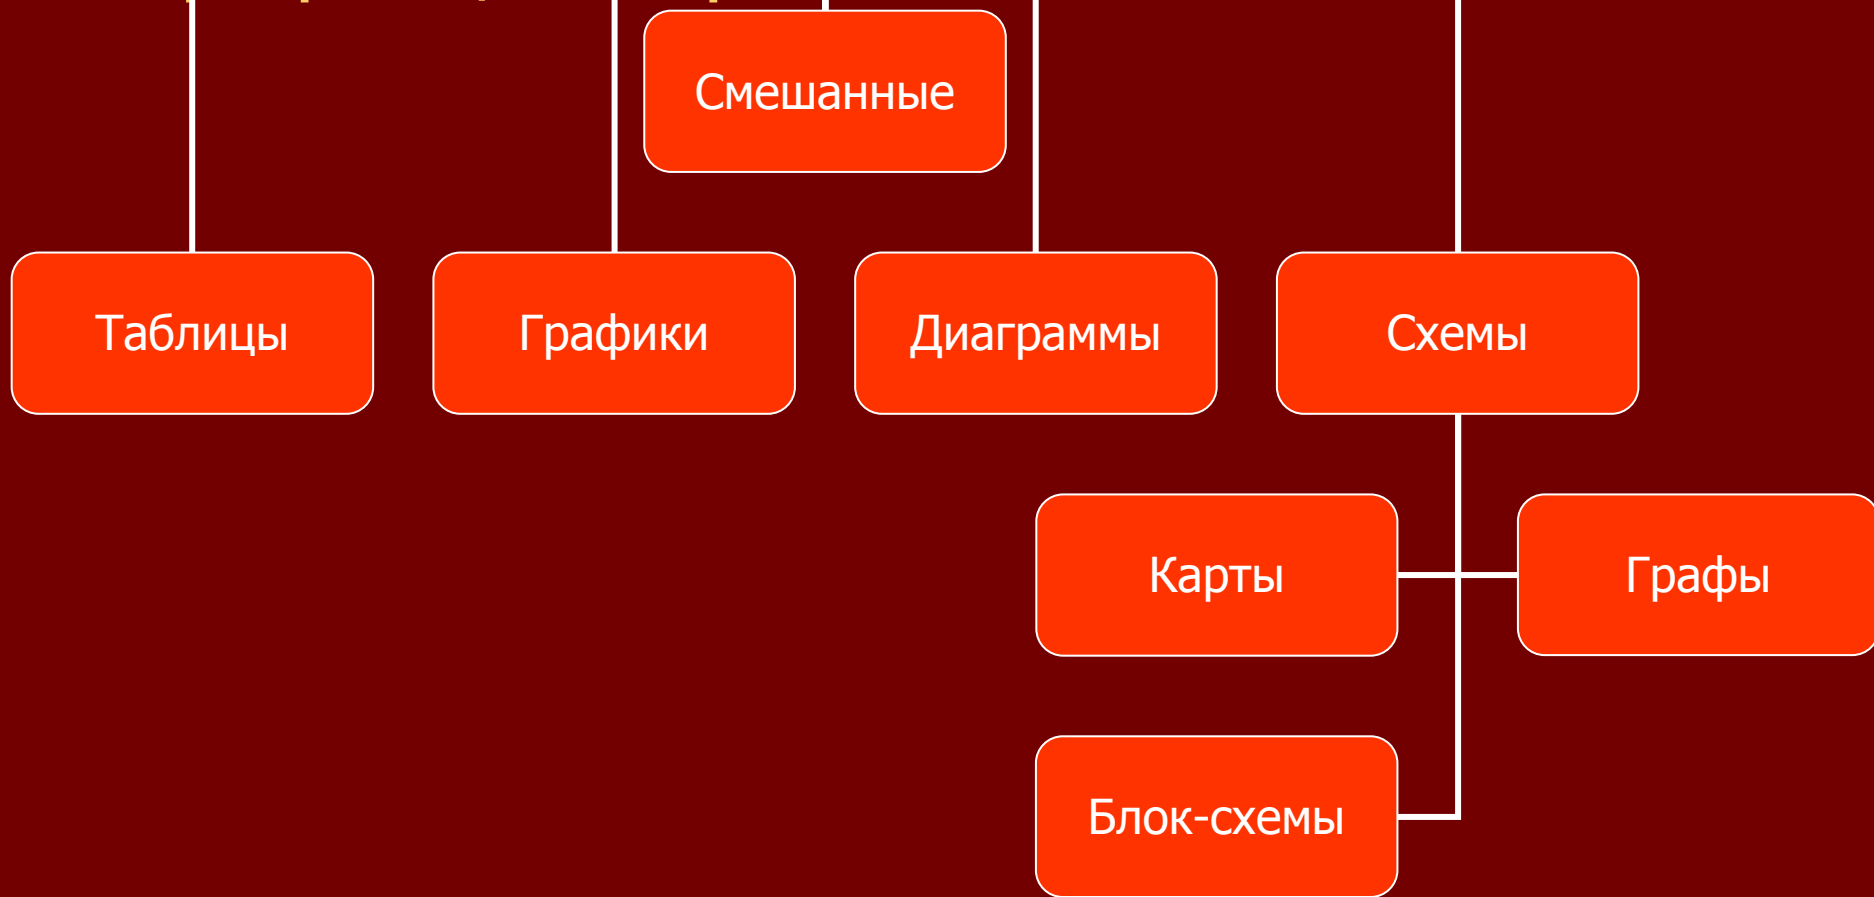 Смешанные
Таблицы
Графики
Диаграммы
Схемы
Карты
Графы
Блок-схемы